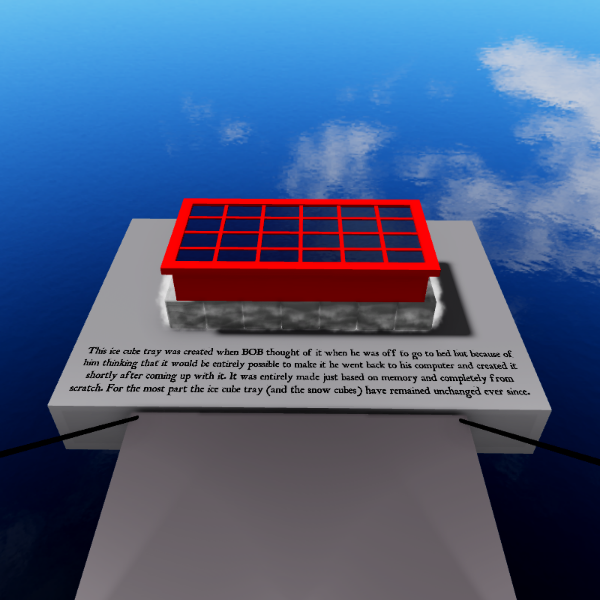 This ice cube tray was created when BOB thought of it when he was off to go to bed but because of
him thinking that it would be entirely possible to make it he went back to his computer and created it
shortly after coming up with it. It was entirely made just based on memory and completely from
scratch. For the most part the ice cube tray (and the snow cubes) have remained unchanged ever since.